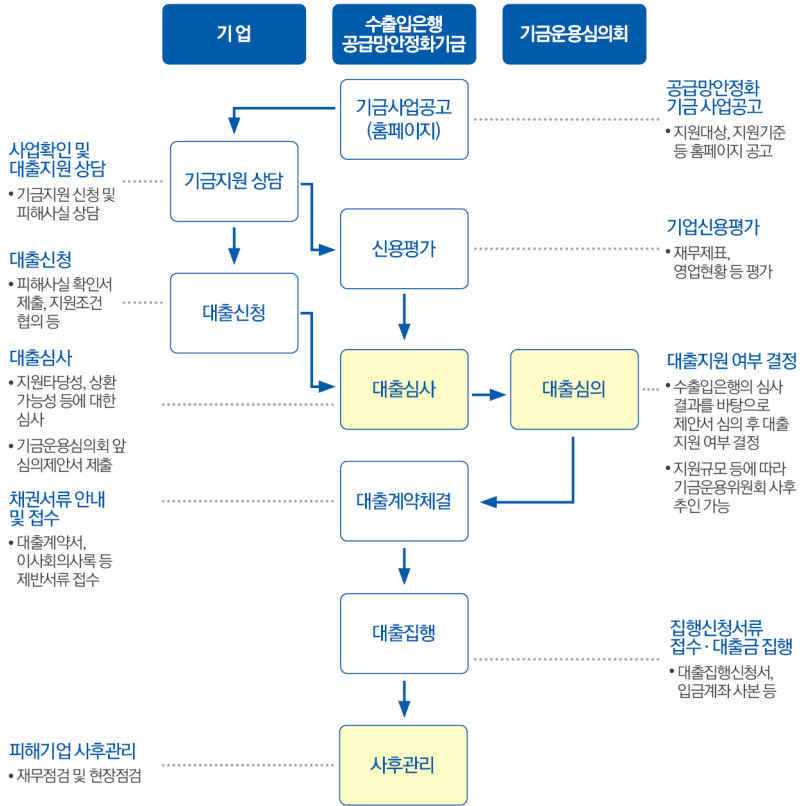 기 업
수출입은행
공급망안정화기금
기금운용심의회
기금사업공고
(홈페이지)
공급망안정화
기금 사업공고
• 지원대상, 지원기준
등 홈페이지 공고
사업확인 및
대출지원 상담
• 기금지원 신청 및
피해사실 상담
기금지원 상담
신용평가
기업신용평가
• 재무제표,
영업현황 등 평가
대출신청
• 피해사실 확인서
제출, 지원조건
협의 등
대출신청
대출심사
• 지원타당성, 상환
가능성 등에 대한
심사
• 기금운용심의회 앞
심의제안서 제출
대출심사
대출심의
대출지원 여부 결정
• 수출입은행의 심사
결과를 바탕으로
제안서 심의 후 대출
지원 여부 결정
• 지원규모 등에 따라
기금운용위원회 사후
추인 가능
채권서류 안내
및 접수
• 대출계약서,
이사회의사록 등
제반서류 접수
대출계약체결
대출집행
집행신청서류
접수 · 대출금 집행
• 대출집행신청서,
입금계좌 사본 등
피해기업 사후관리
• 재무점검 및 현장점검
사후관리